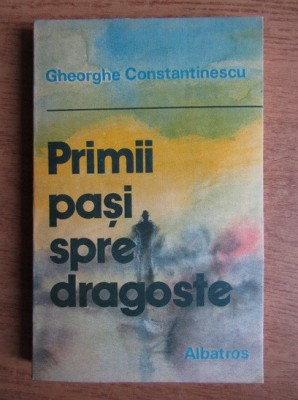 Gheorghe Constantinescu
Primii
pași
spre
dragoste
Albatros